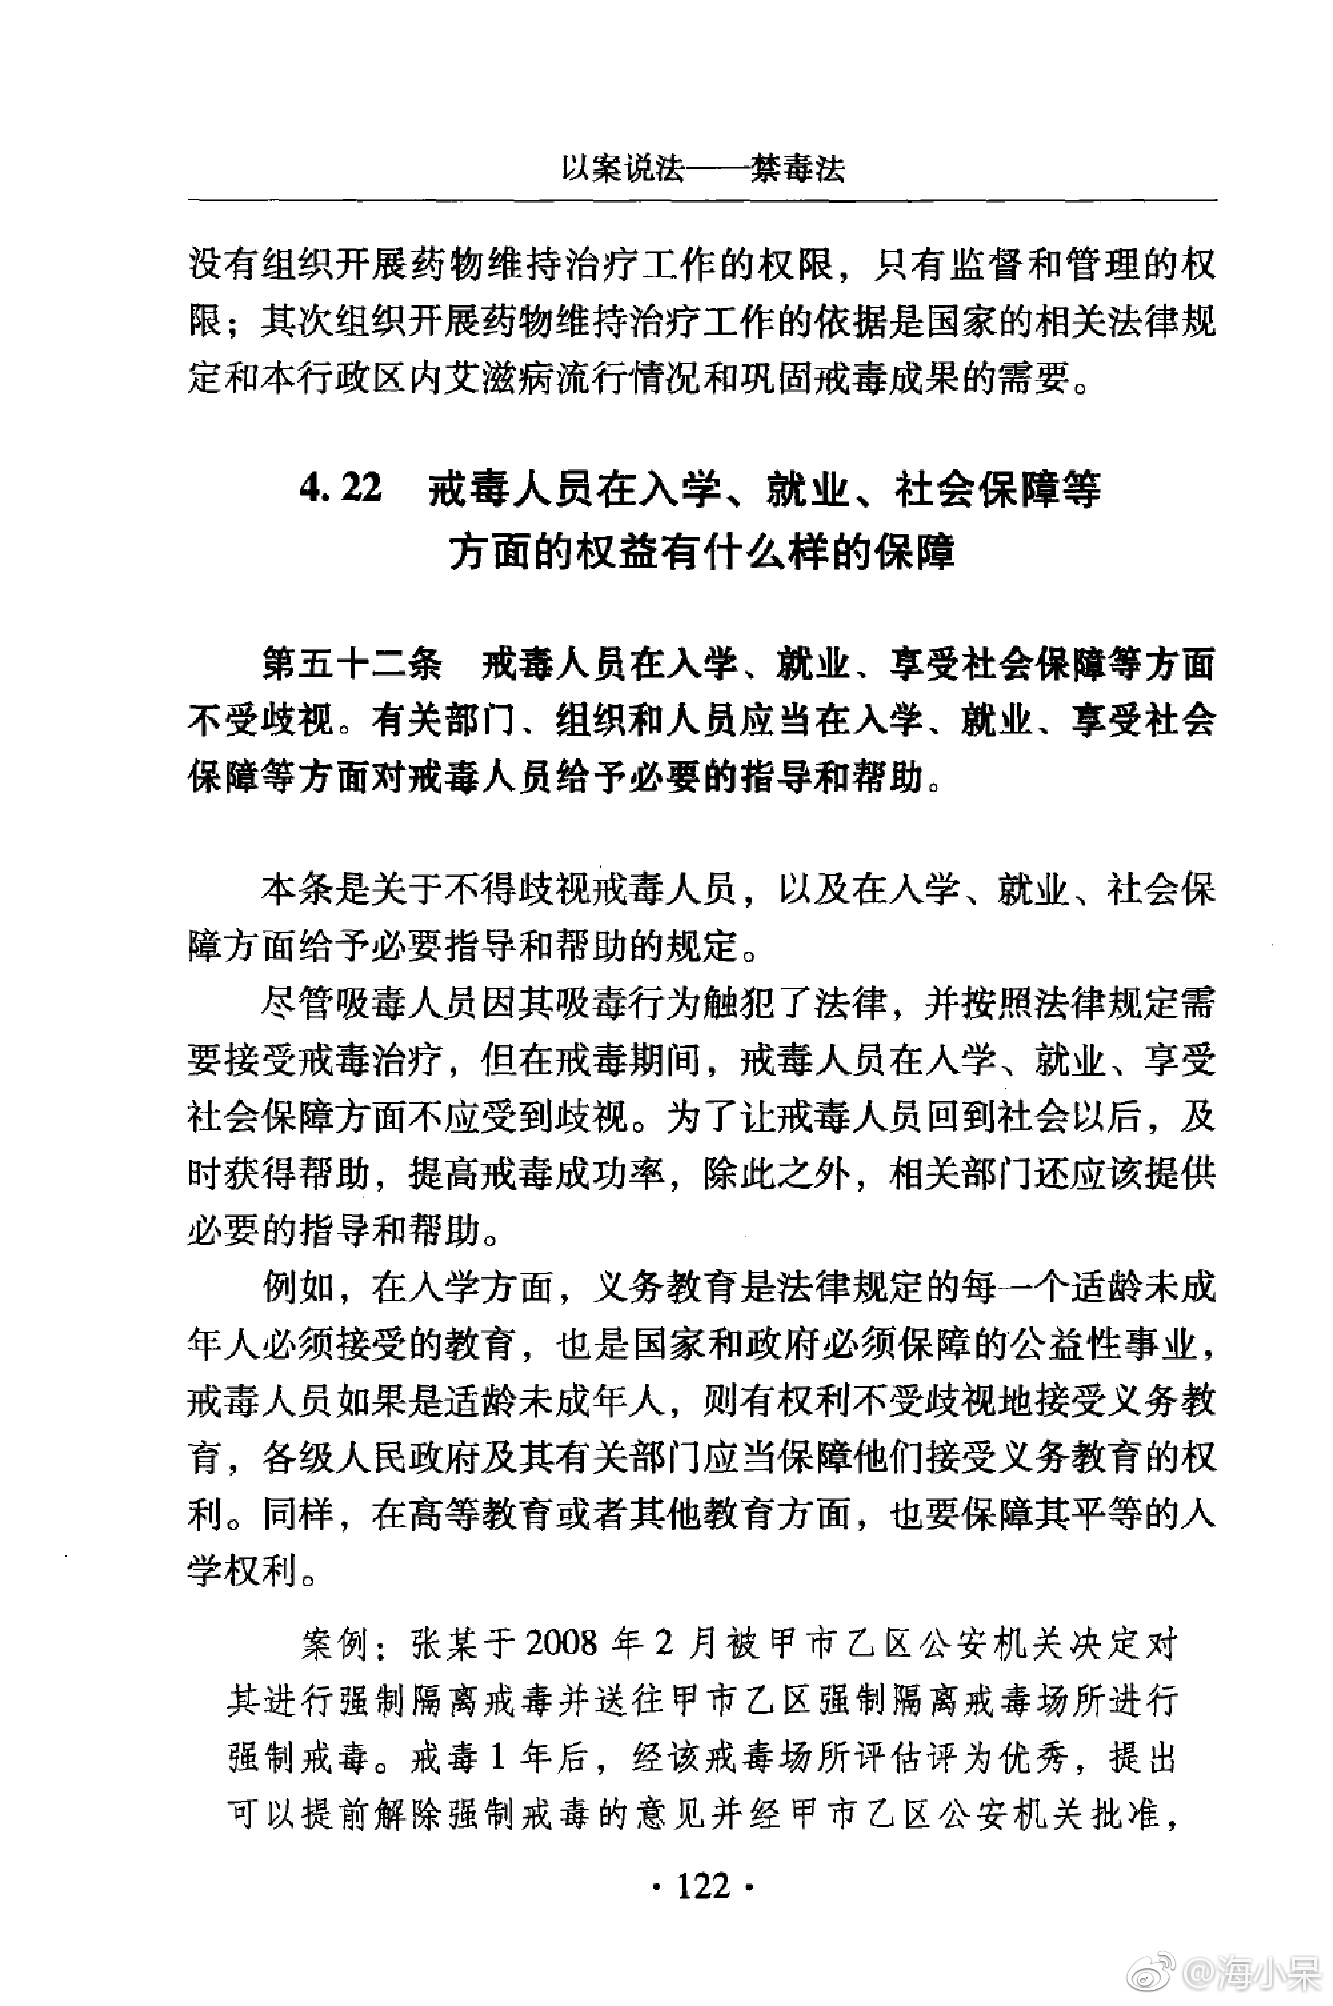 以案说法——禁毒法
没有组织开展药物维持治疗工作的权限，只有监督和管理的权
限；其次组织开展药物维持治疗工作的依据是国家的相关法律规
定和本行政区内艾滋病流行情况和巩固戒毒成果的需要。
4.22 戒毒人员在入学、就业、社会保障等
方面的权益有什么样的保障
第五十二条 戒毒人员在入学、就业、享受社会保障等方面
不受歧视。有关部门、组织和人员应当在入学、就业、享受社会
保障等方面对戒毒人员给予必要的指导和帮助。
本条是关于不得歧视戒毒人员，以及在入学、就业、社会保
障方面给予必要指导和帮助的规定。
尽管吸毒人员因其吸毒行为触犯了法律，并按照法律规定需
要接受戒毒治疗，但在戒毒期间，戒毒人员在入学、就业、享受
社会保障方面不应受到歧视。为了让戒毒人员回到社会以后，及
时获得帮助，提高戒毒成功率，除此之外，相关部门还应该提供
必要的指导和帮助。
例如，在入学方面，义务教育是法律规定的每一个适龄未成
年人必须接受的教育，也是国家和政府必须保障的公益性事业，
戒毒人员如果是适龄未成年人，则有权利不受歧视地接受义务教
育，各级人民政府及其有关部门应当保障他们接受义务教育的权
利。同样，在高等教育或者其他教育方面，也要保障其平等的入
学权利。
案例：张某于2008年2月被甲市乙区公安机关决定对
其进行强制隔离戒毒并送往甲市乙区强制隔离戒毒场所进行
强制戒毒。戒毒1年后，经该戒毒场所评估评为优秀，提出
可以提前解除强制戒毒的意见并经甲市乙区公安机关批准，
·122·
@海小呆